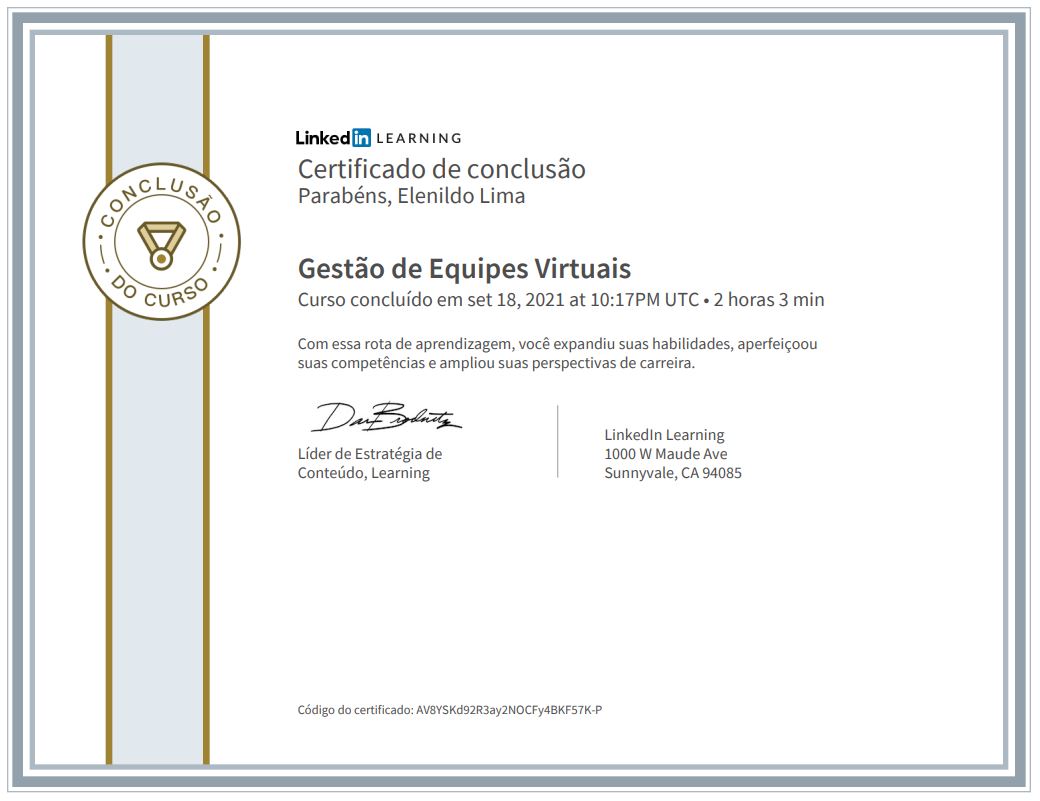 CONCLUSÃO
DO CURSO
LinkedIn LEARNING
Certificado de conclusão
Parabéns, Elenildo Lima
Gestão de Equipes Virtuais
Curso concluído em set 18, 2021 at 10:17PM UTC • 2 horas 3 min
Com essa rota de aprendizagem, você expandiu suas habilidades, aperfeiçoou
suas competências e ampliou suas perspectivas de carreira.
Líder de Estratégia de
Conteúdo, Learning
LinkedIn Learning
1000 W Maude Ave
Sunnyvale, CA 94085
Código do certificado: AV8YSKd92R3ay2NOCFy4BKF57K-P